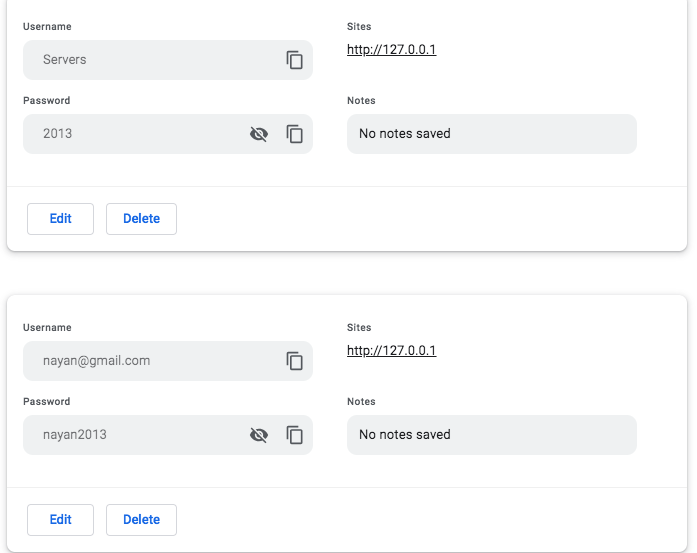 Username
Sites
Servers
http://127.0.0.1
Password
Notes
2013
No notes saved
Edit
Delete
Username
Sites
nayan@gmail.com
http://127.0.0.1
Password
Notes
nayan2013
No notes saved
Edit
Delete